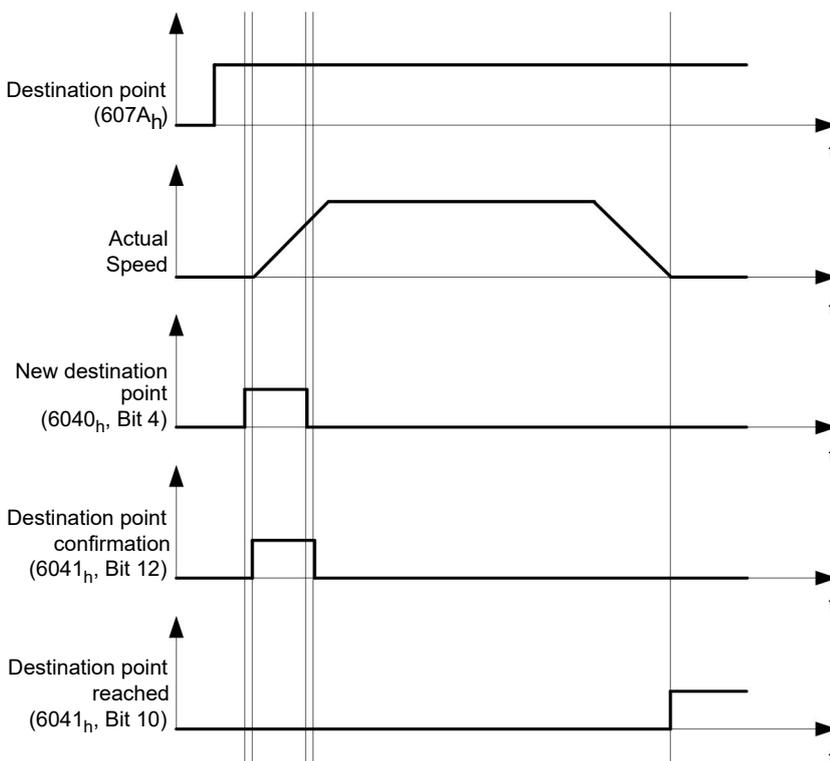 Destination point
(607Ah)
Actual
Speed
New destination
point
(6040h, Bit 4)
Destination point
confirmation
(6041h, Bit 12)
Destination point
reached
(6041h, Bit 10)